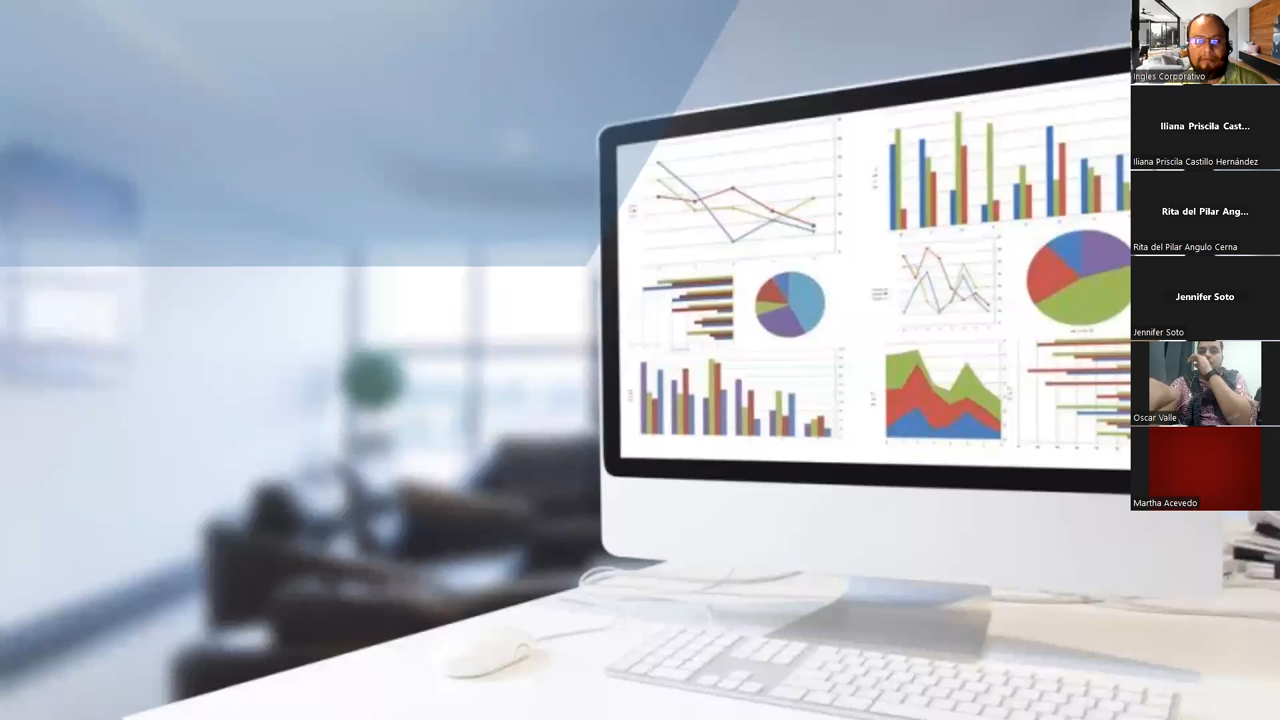 Ingles Corporativo
Iliana Priscila Cast...
Iliana Priscila Castillo Hernández
Rita del Pilar Ang...
Rita del Pilar Angulo Cerna
Jennifer Soto
Jennifer Soto
Oscar Valle
Martha Acevedo